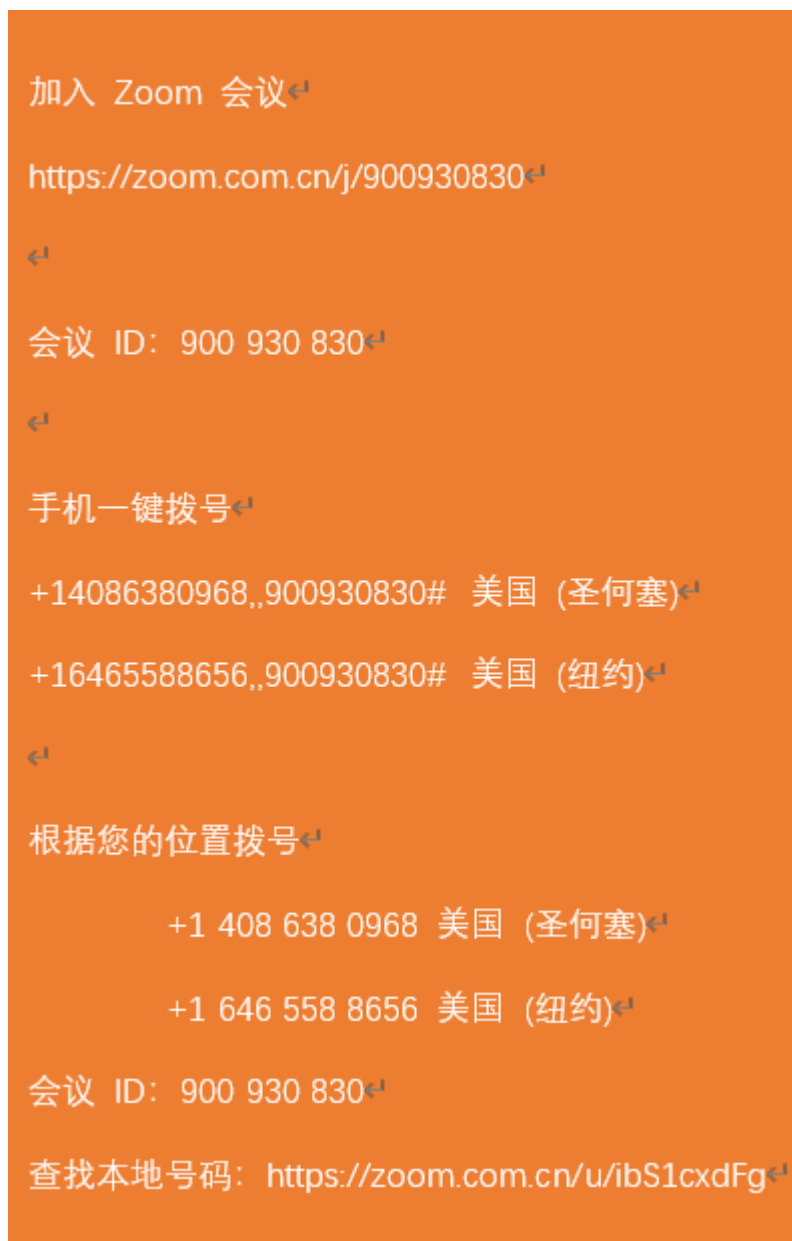 加入 Zoom 会议
https://zoom.com.cn/j/900930830
会议 ID：900 930 830
手机一键拨号
+14086380968,,900930830# 美国 (圣何塞)
+16465588656,,900930830# 美国 (纽约)
根据您的位置拨号
+1 408 638 0968 美国 (圣何塞)
+1 646 558 8656 美国 (纽约)
会议 ID：900 930 830
查找本地号码：https://zoom.com.cn/u/ibS1cxdFg